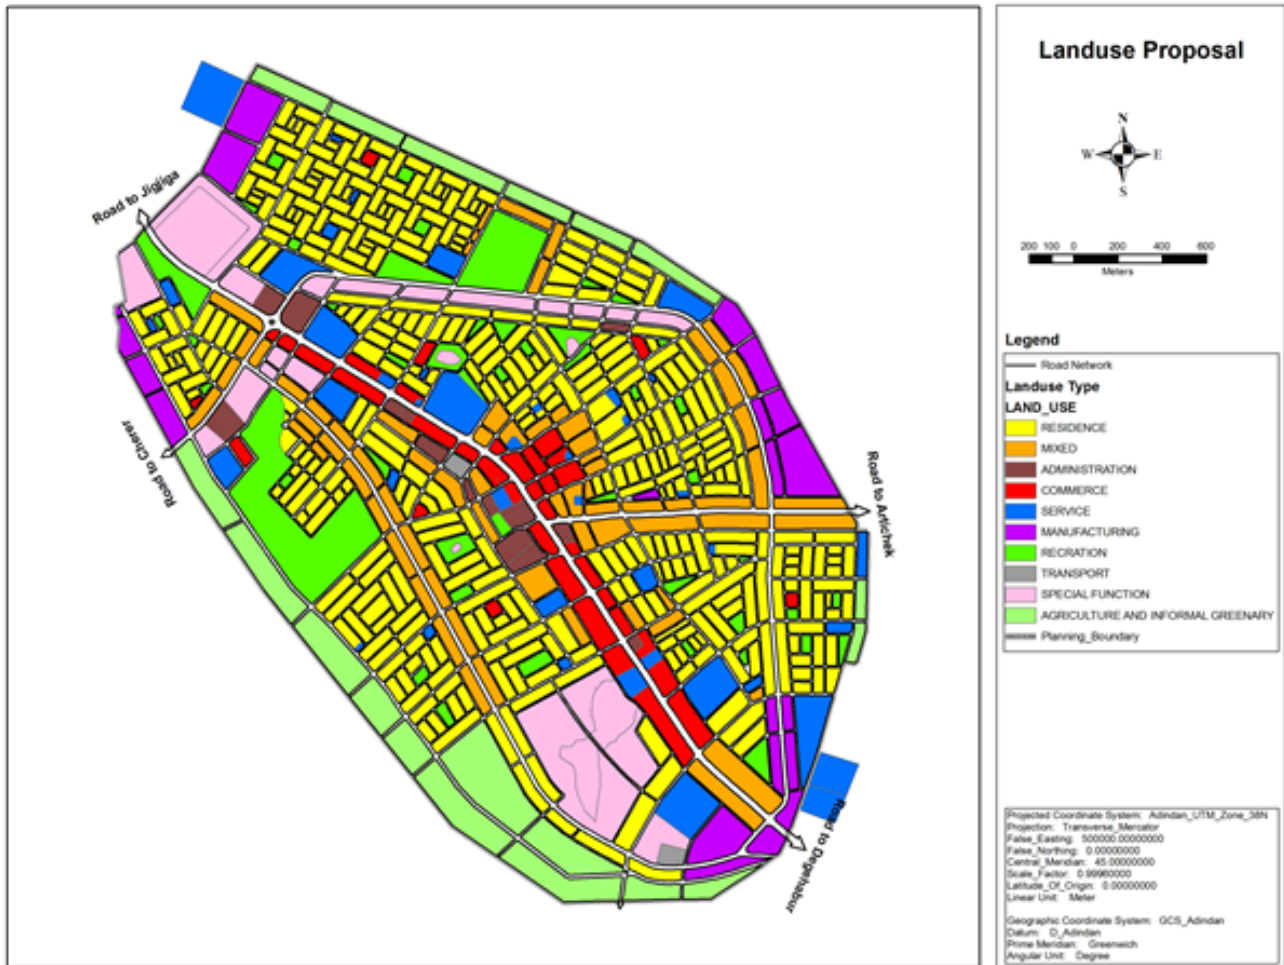 Landuse Proposal
N
W E
S
200 100 0 200 400 600
Meters
Legend
Road Network
Landuse Type
LAND_USE
RESIDENCE
MIXED
ADMINISTRATION
COMMERCE
SERVICE
MANUFACTURING
RECRATION
TRANSPORT
SPECIAL FUNCTION
AGRICULTURE AND INFORMAL GREENARY
Planning_Boundary
Road to Jigjiga
Road to Cherer
Road to Artichek
Road to Degehabur
Projected Coordinate System: Adindan_UTM_Zone_38N
Projection: Transverse_Mercator
False_Easting: 500000.00000000
False_Northing: 0.00000000
Central_Meridian: 45.00000000
Scale_Factor: 0.99960000
Latitude_Of_Origin: 0.00000000
Linear Unit: Meter
Geographic Coordinate System: GCS_Adindan
Datum: D_Adindan
Prime Meridian: Greenwich
Angular Unit: Degree